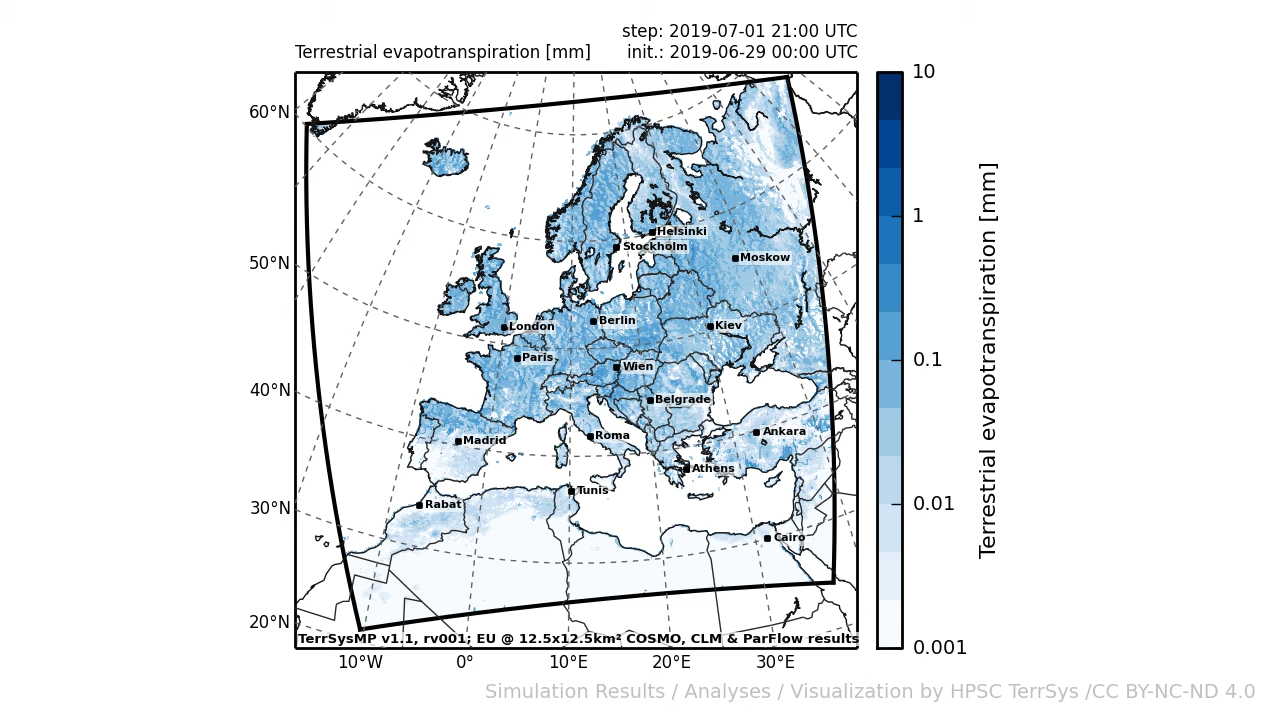 step: 2019-07-01 21:00 UTC
Terrestrial evapotranspiration [mm] init.: 2019-06-29 00:00 UTC
60°N
50°N
40°N
30°N
20°N
10°W 0° 10°E 20°E 30°E
Helsinki
Stockholm
Moskow
London
Berlin
Kiev
Paris
Wien
Belgrade
Madrid
Roma
Ankara
Athens
Tunis
Rabat
Cairo
TerrSysMP v1.1, rv001; EU @ 12.5x12.5km² COSMO, CLM & ParFlow results
10
1
0.1
0.01
0.001
Terrestrial evapotranspiration [mm]
Simulation Results / Analyses / Visualization by HPSC TerrSys /CC BY-NC-ND 4.0